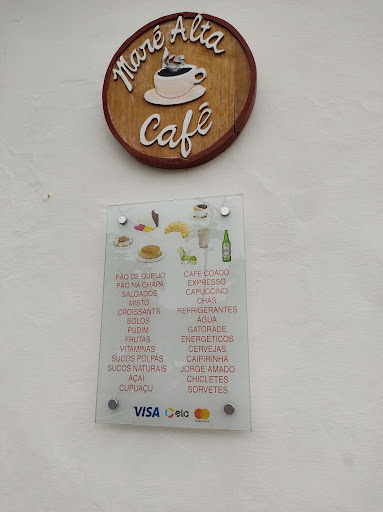 Maré Alta
Café
PÃO DE QUEIJO
PÃO NA CHAPA
SALGADOS
MISTO
CROISSANTS
BOLOS
PUDIM
FRUTAS
VITAMINAS
SUCOS POLPAS
SUCOS NATURAIS
AÇAÍ
CUPUAÇU
CAFÉ COADO
EXPRESSO
CAPUCCINO
CHÁS
REFRIGERANTES
ÁGUA
GATORADE
ENERGÉTICOS
CERVEJAS
CAIPIRINHA
JORGE AMADO
CHICLETES
SORVETES
VISA elo